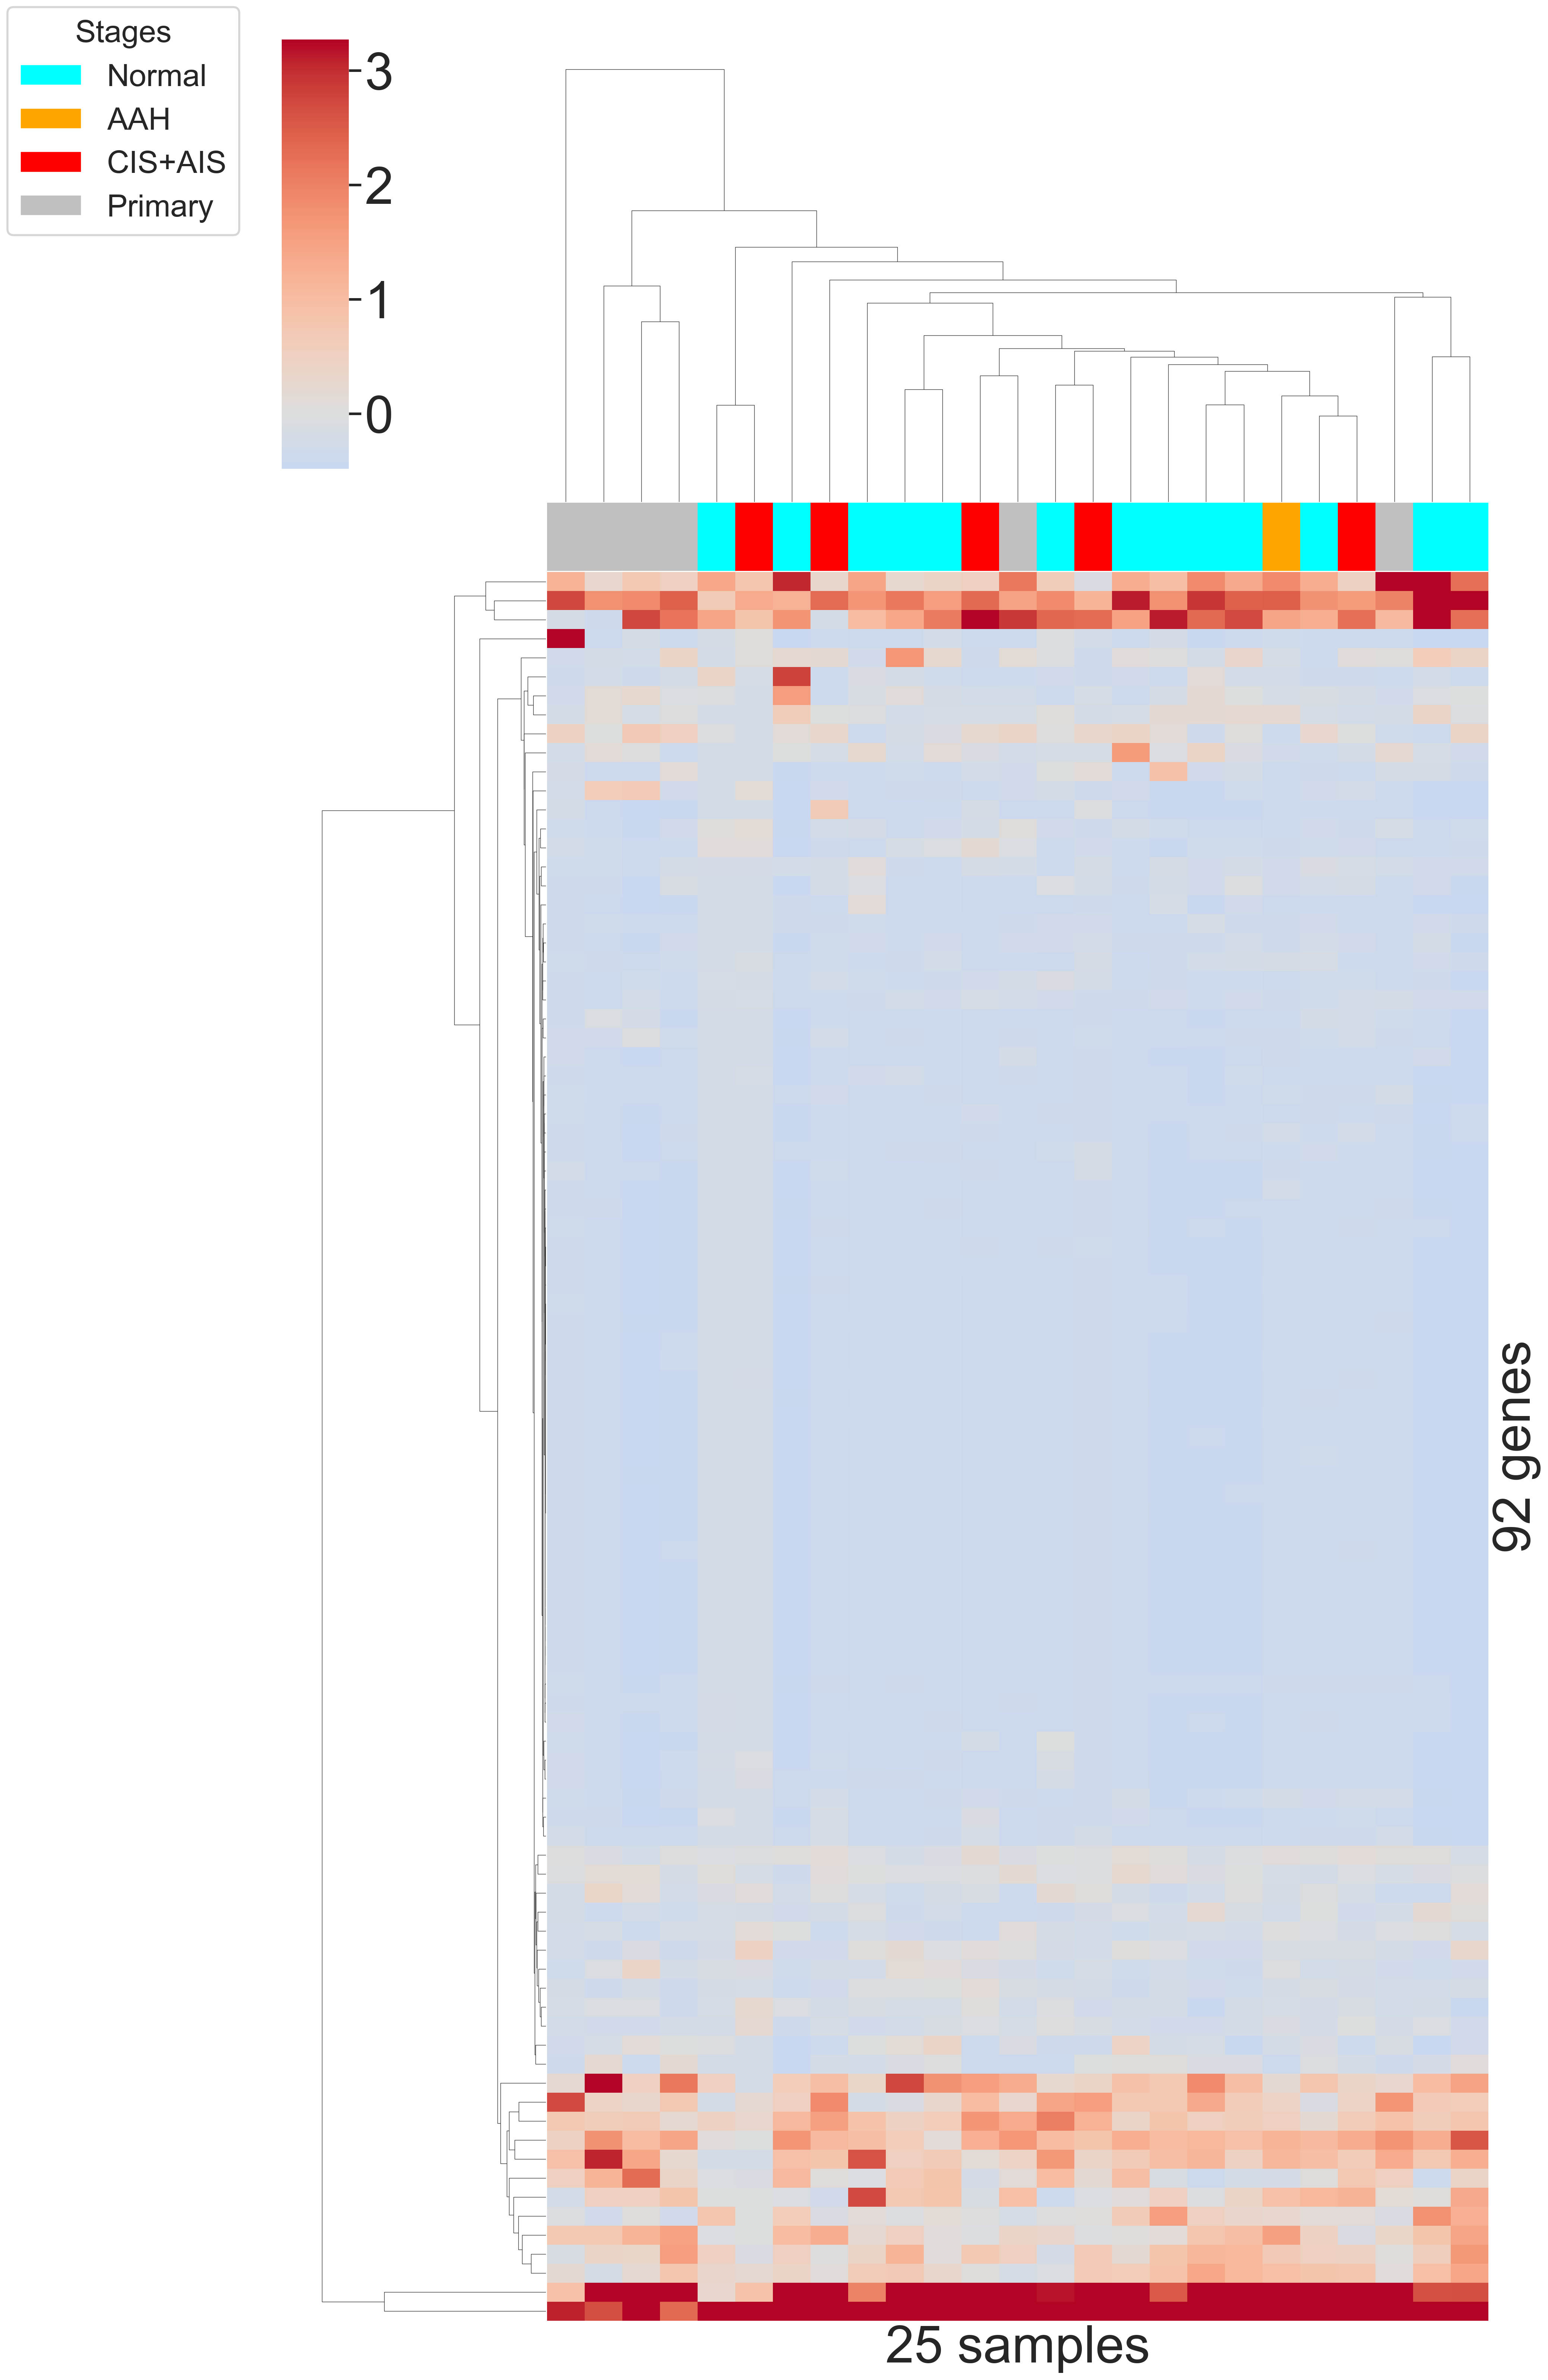 Stages
Normal
AAH
CIS+AIS
Primary
3
2
1
0
92 genes
25 samples